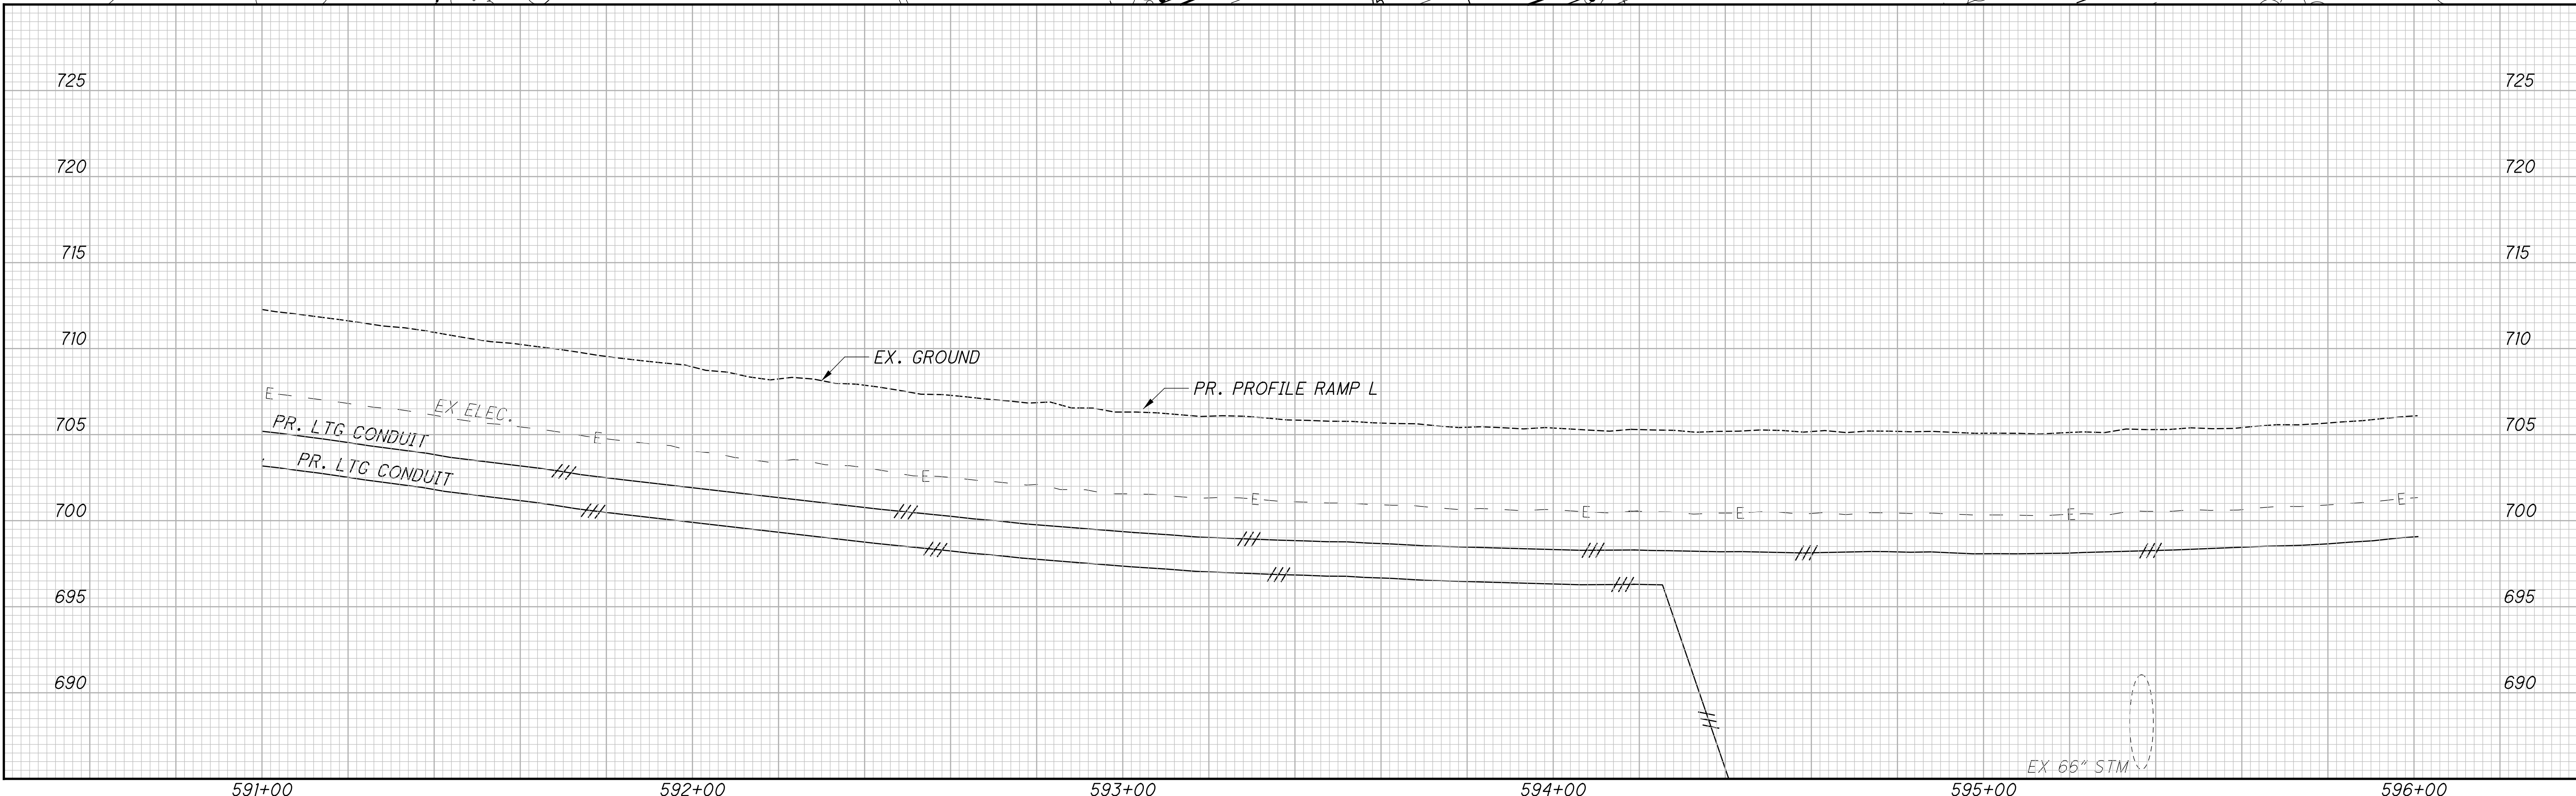 725 725
720 720
715 715
710 710
EX. GROUND
PR. PROFILE RAMP L
E EX ELEC. E E E E E E E
705 705
PR. LTG CONDUIT
PR. LTG CONDUIT
700 700
695 695
690 690
EX 66" STM
591+00 592+00 593+00 594+00 595+00 596+00